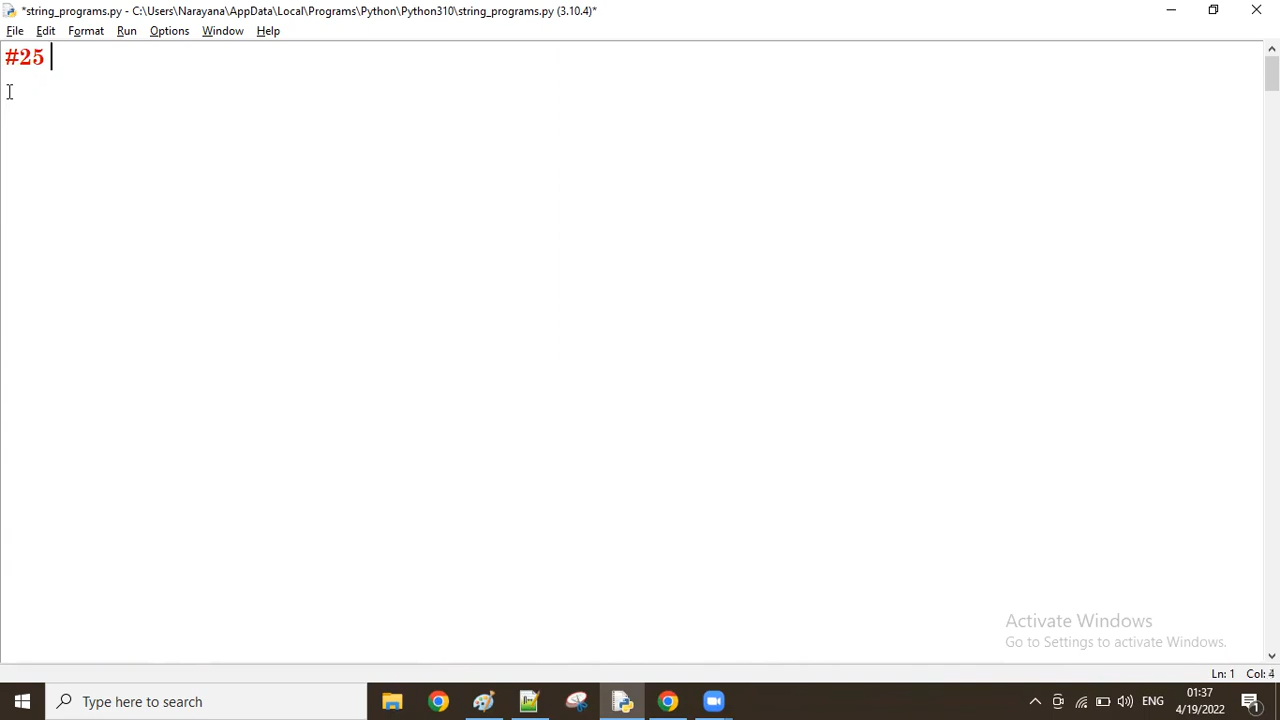 *string_programs.py - C:\Users\Narayana\AppData\Local\Programs\Python\Python310\string_programs.py (3.10.4)*
File Edit Format Run Options Window Help
#25
Activate Windows
Go to Settings to activate Windows.
Ln: 1 Col: 4
Type here to search
ENG
01:37
4/19/2022
1